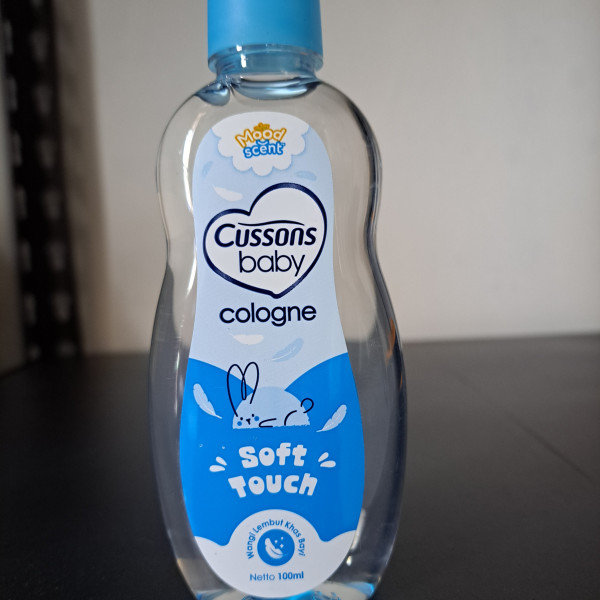 Mood
scent
Cussons
baby
cologne
Soft
Touch
Wangi Lembut Khas Bayi
Netto 100ml